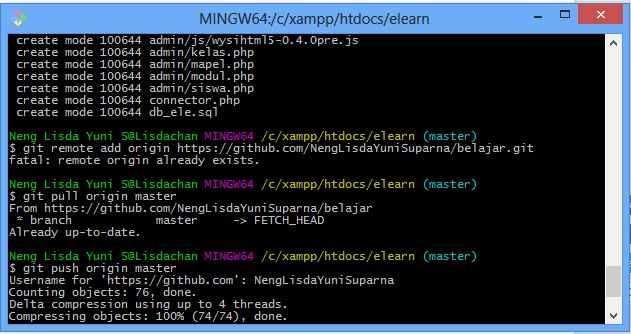 MINGW64:/c/xampp/htdocs/elearn
create mode 100644 admin/js/wysihtml5-0.4.0pre.js
create mode 100644 admin/kelas.php
create mode 100644 admin/mapel.php
create mode 100644 admin/modul.php
create mode 100644 admin/siswa.php
create mode 100644 connector.php
create mode 100644 db_ele.sql
Neng Lisda Yuni S@Lisdachan MINGW64 /c/xampp/htdocs/elearn (master)
$ git remote add origin https://github.com/NengLisdaYuniSuparna/belajar.git
fatal: remote origin already exists.
Neng Lisda Yuni S@Lisdachan MINGW64 /c/xampp/htdocs/elearn (master)
$ git pull origin master
From https://github.com/NengLisdaYuniSuparna/belajar
* branch master -> FETCH_HEAD
Already up-to-date.
Neng Lisda Yuni S@Lisdachan MINGW64 /c/xampp/htdocs/elearn (master)
$ git push origin master
Username for 'https://github.com': NengLisdaYuniSuparna
Counting objects: 76, done.
Delta compression using up to 4 threads.
Compressing objects: 100% (74/74), done.